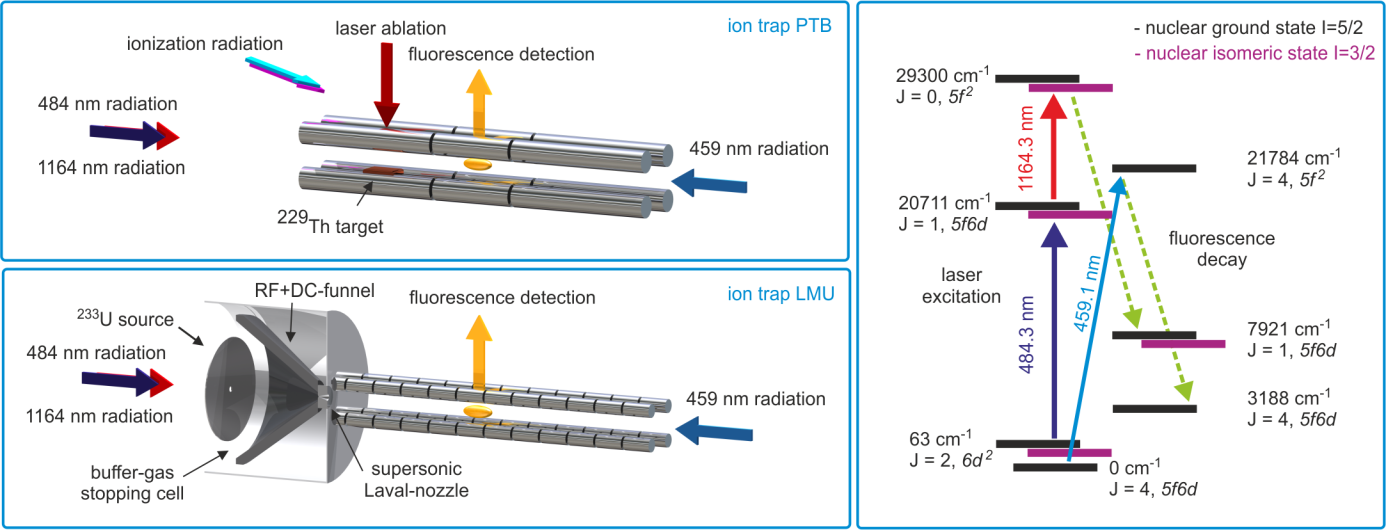 laser ablation
ion trap PTB
ionization radiation
fluorescence detection
484 nm radiation
1164 nm radiation
459 nm radiation
229Th target
RF+DC-funnel
fluorescence detection
ion trap LMU
233U source
484 nm radiation
1164 nm radiation
459 nm radiation
buffer-gas
stopping cell
supersonic
Laval-nozzle
- nuclear ground state I=5/2
- nuclear isomeric state I=3/2
29300 cm-1
J = 0, 5f2
1164.3 nm
21784 cm-1
J = 4, 5f2
20711 cm-1
J = 1, 5f6d
fluorescence
decay
laser
excitation
484.3 nm
459.1 nm
7921 cm-1
J = 1, 5f6d
3188 cm-1
J = 4, 5f6d
63 cm-1
J = 2, 6d2
0 cm-1
J = 4, 5f6d